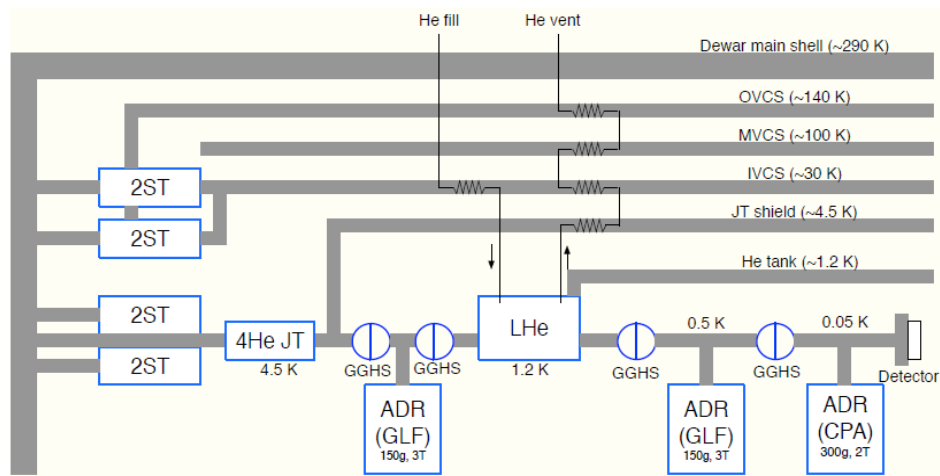 He fill
He vent
Dewar main shell (~290 K)
OVCS (~140 K)
MVCS (~100 K)
2ST
IVCS (~30 K)
2ST
JT shield (~4.5 K)
He tank (~1.2 K)
2ST
4He JT
LHe
0.5 K
0.05 K
2ST
4.5 K
GGHS
GGHS
1.2 K
GGHS
GGHS
Detector
ADR
(GLF)
150g, 3T
ADR
(GLF)
150g, 3T
ADR
(CPA)
300g, 2T